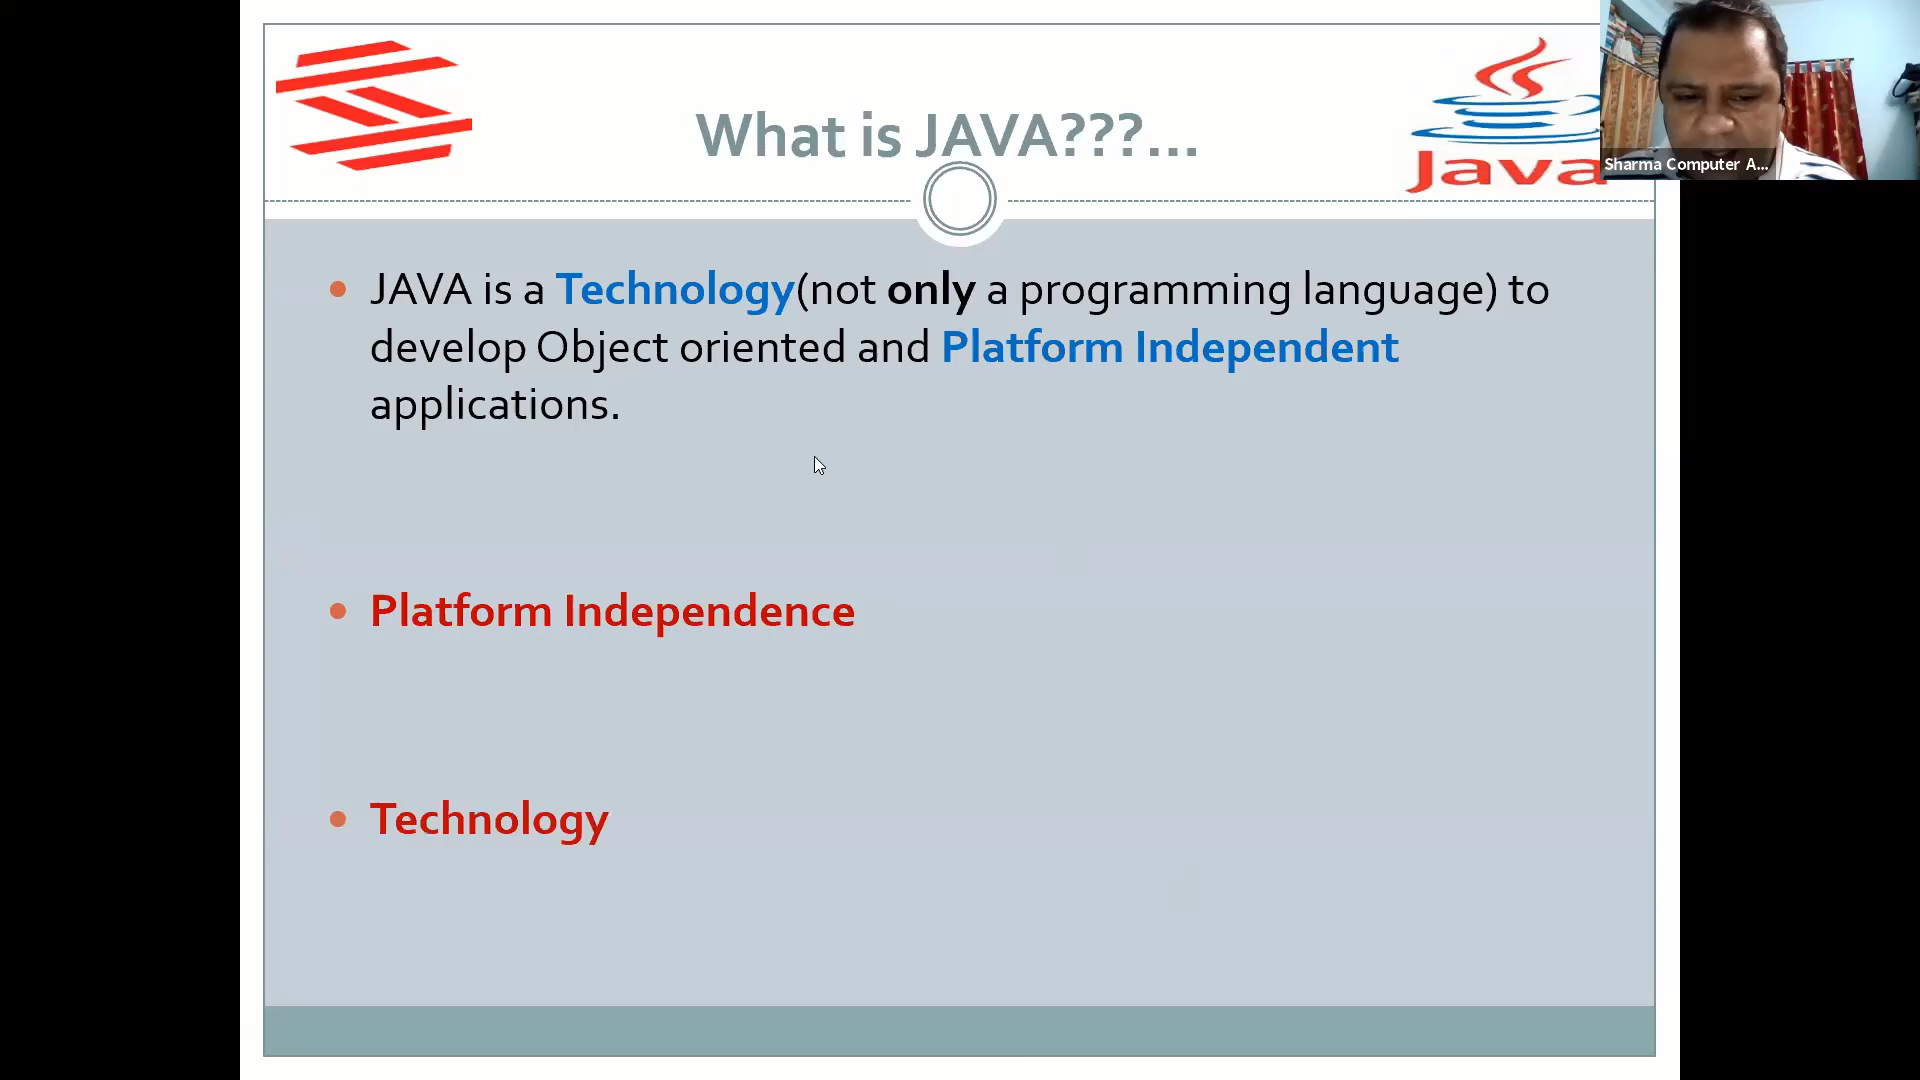 What is JAVA???...
Java
Sharma Computer A...
JAVA is a Technology(not only a programming language) to
develop Object oriented and Platform Independent
applications.
Platform Independence
Technology